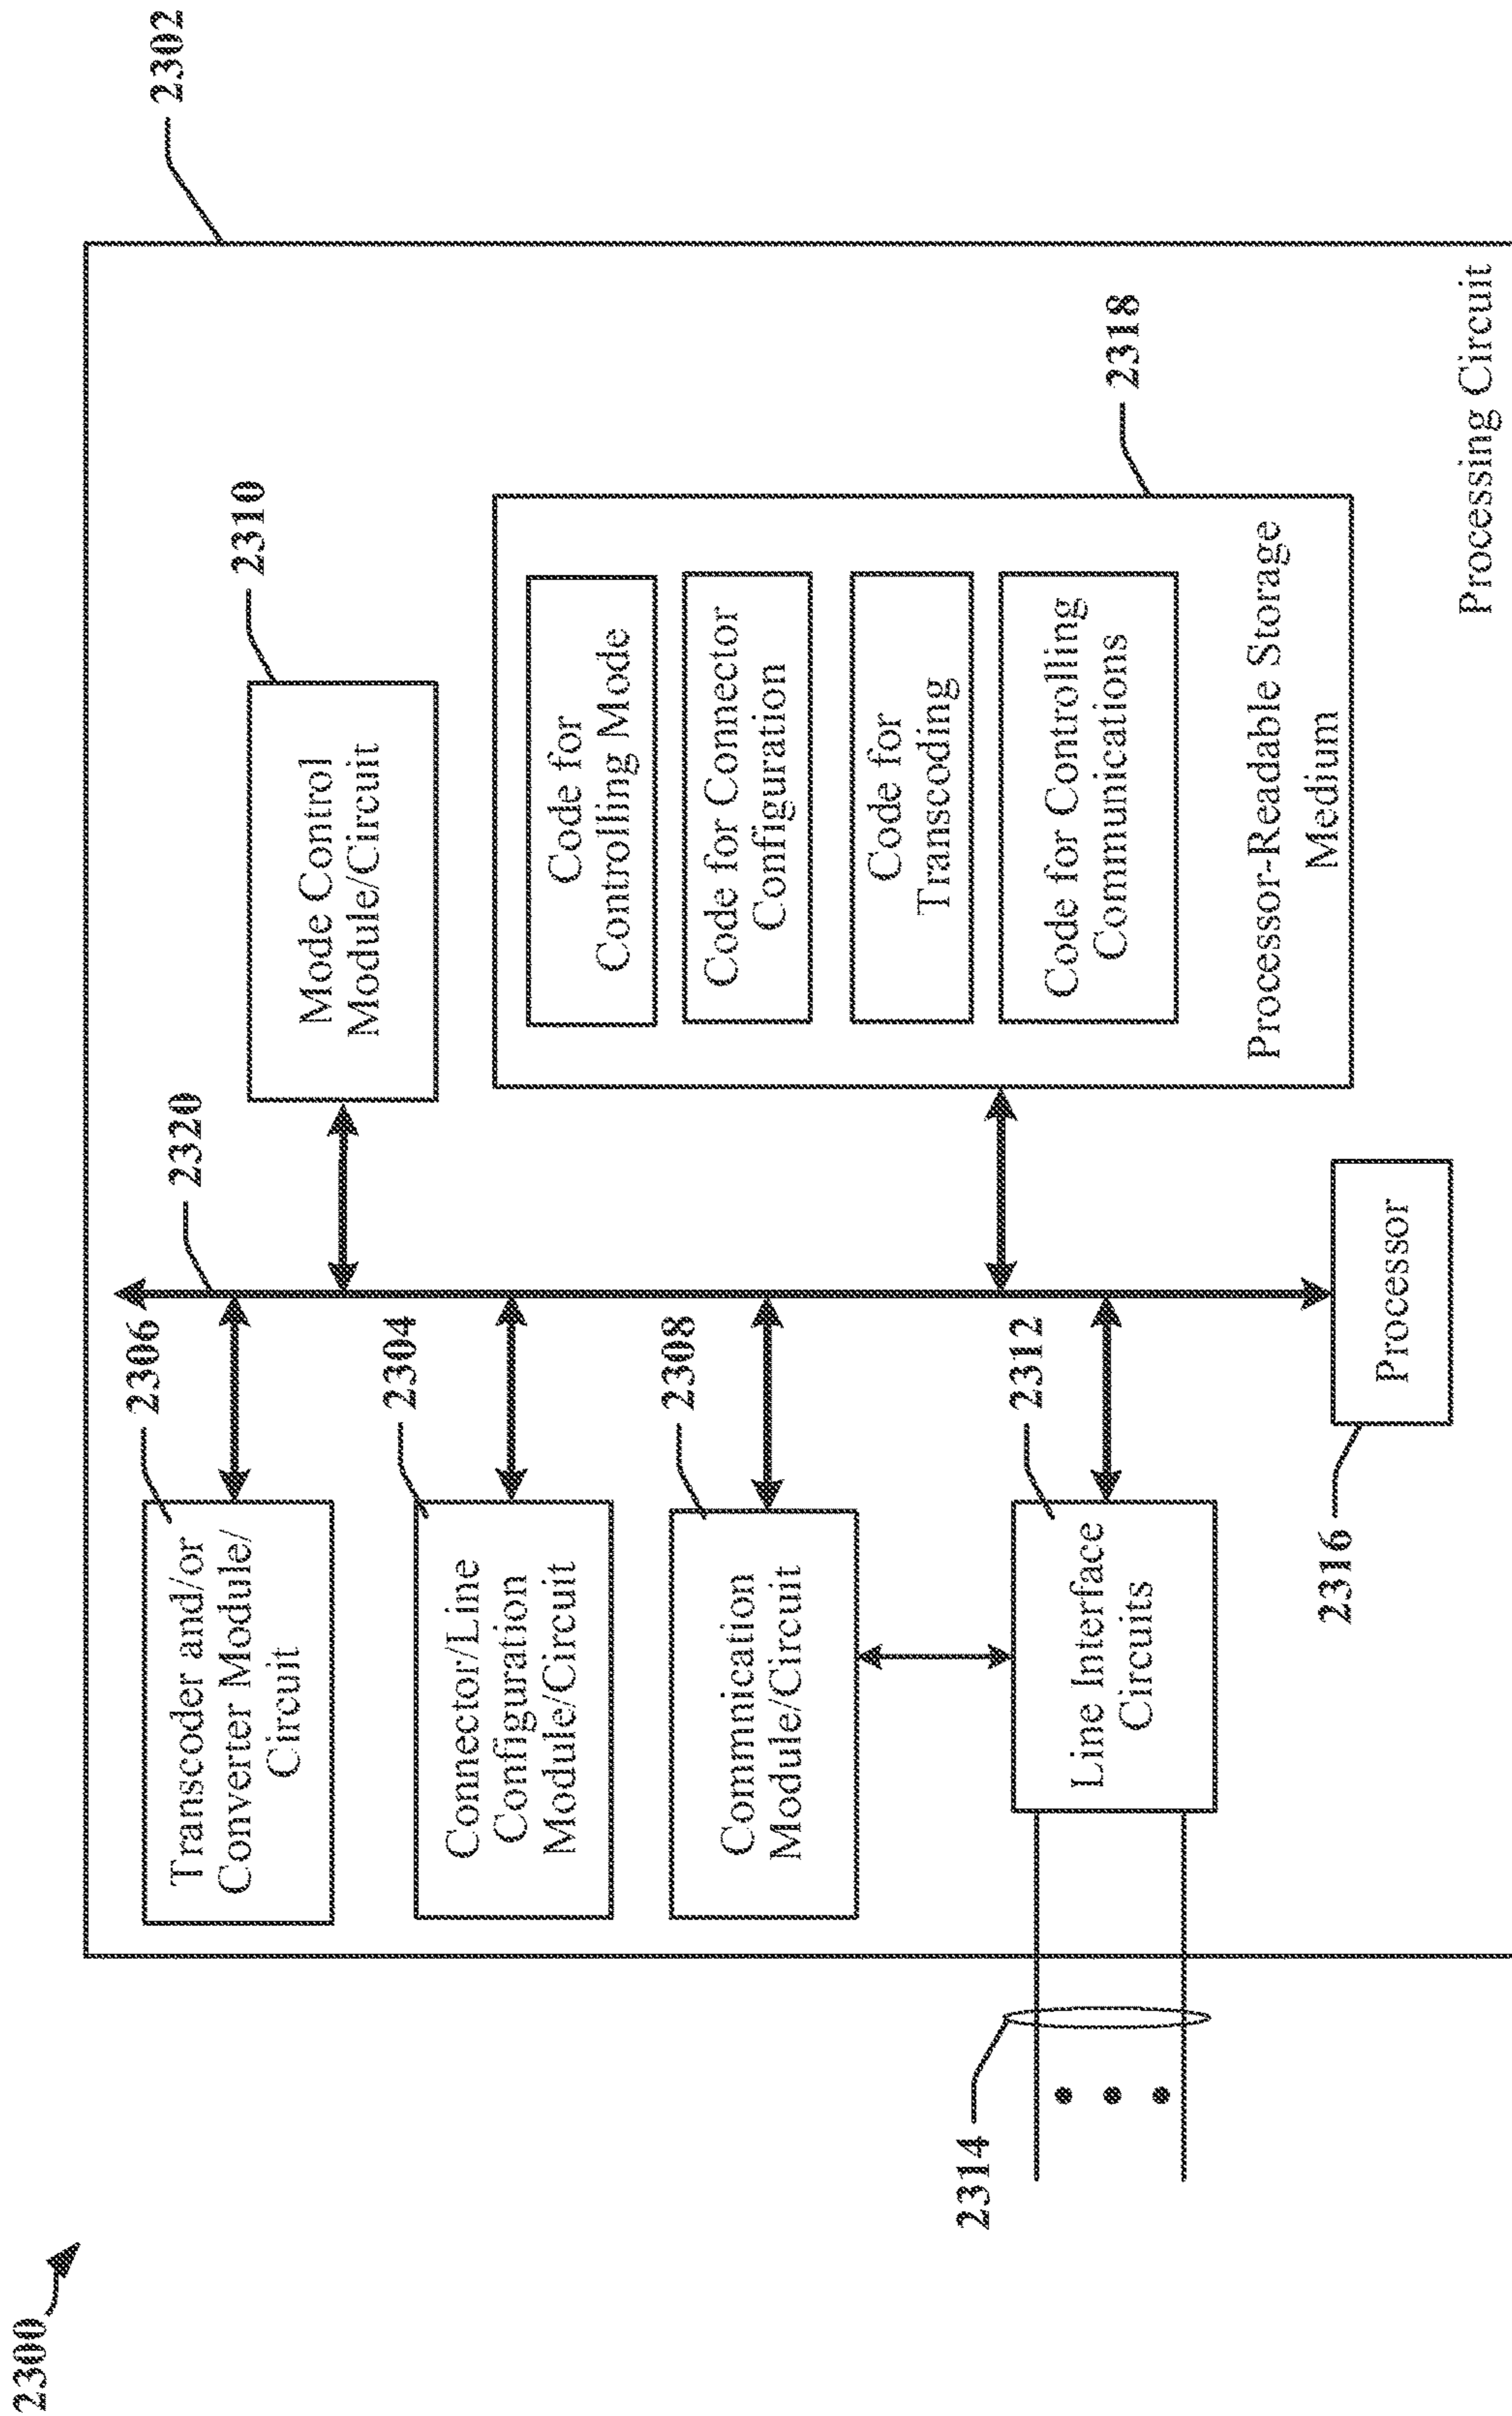 2300
2302
2306
Transcoder and/or
Converter Module/
Circuit
2320
2310
Mode Control
Module/Circuit
2304
Connector/Line
Configuration
Module/Circuit
2308
Commnication
Module/Circuit
2312
Line Interface
Circuits
2314
2318
Code for
Controlling Mode
Code for Connector
Configuration
Code for
Transcoding
Code for Controlling
Communications
Processor-Readable Storage
Medium
2316
Processor
Processing Circuit